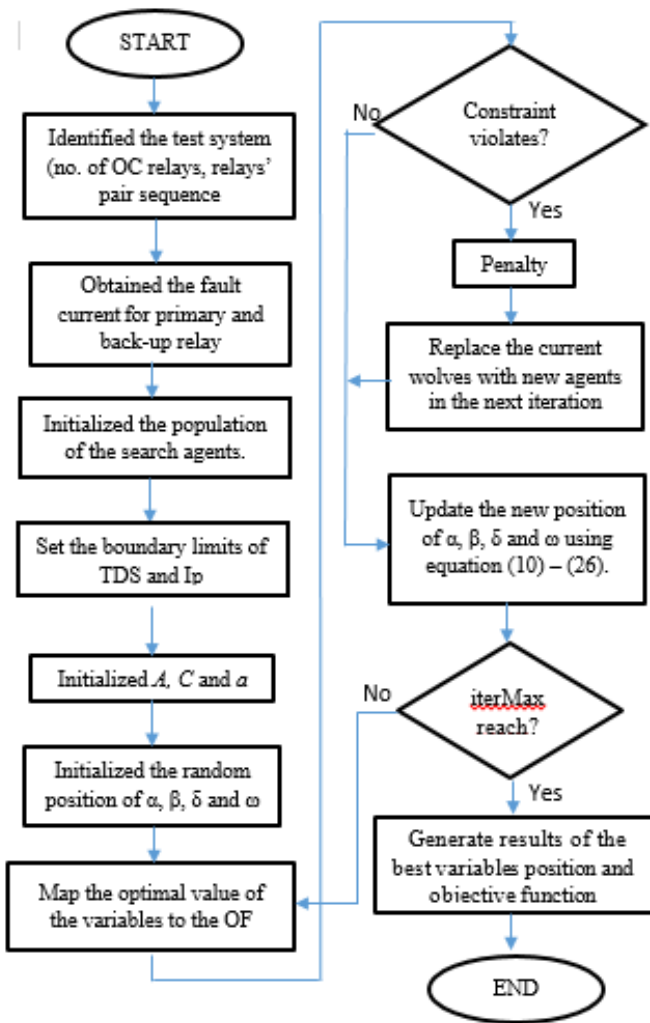 START
Identified the test system
(no. of OC relays, relays’
pair sequence
Obtained the fault
current for primary and
back-up relay
Initialized the population
of the search agents.
Set the boundary limits of
TDS and Ip
Initialized A, C and a
Initialized the random
position of α, β, δ and ω
Map the optimal value of
the variables to the OF
Constraint
violates?
No
Yes
Penalty
Replace the current
wolves with new agents
in the next iteration
Update the new position
of α, β, δ and ω using
equation (10) – (26).
iterMax
reach?
No
Yes
Generate results of the
best variables position and
objective function
END